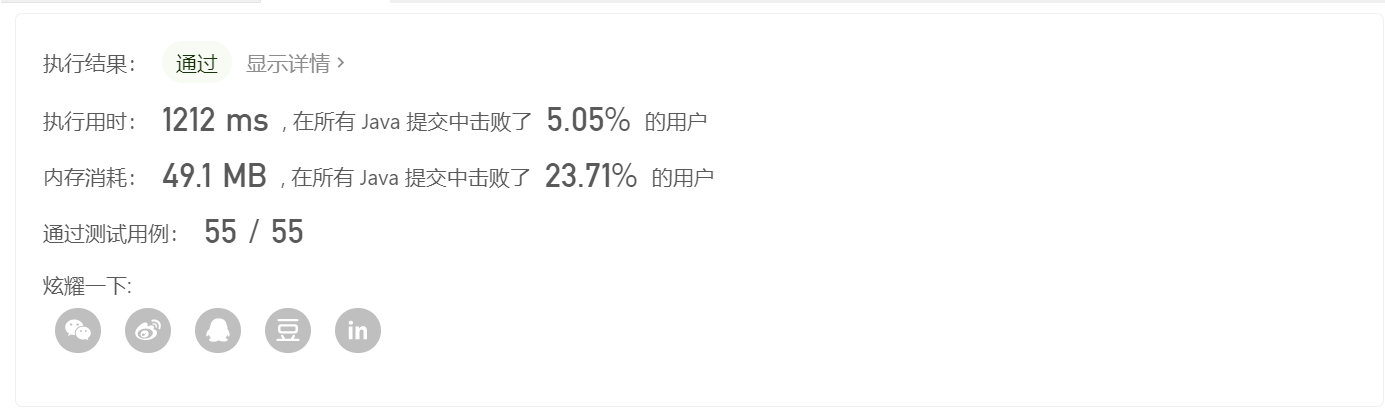 执行结果： 通过 显示详情 >
执行用时： 1212 ms , 在所有 Java 提交中击败了 5.05% 的用户
内存消耗： 49.1 MB , 在所有 Java 提交中击败了 23.71% 的用户
通过测试用例： 55 / 55
炫耀一下:
豆 in